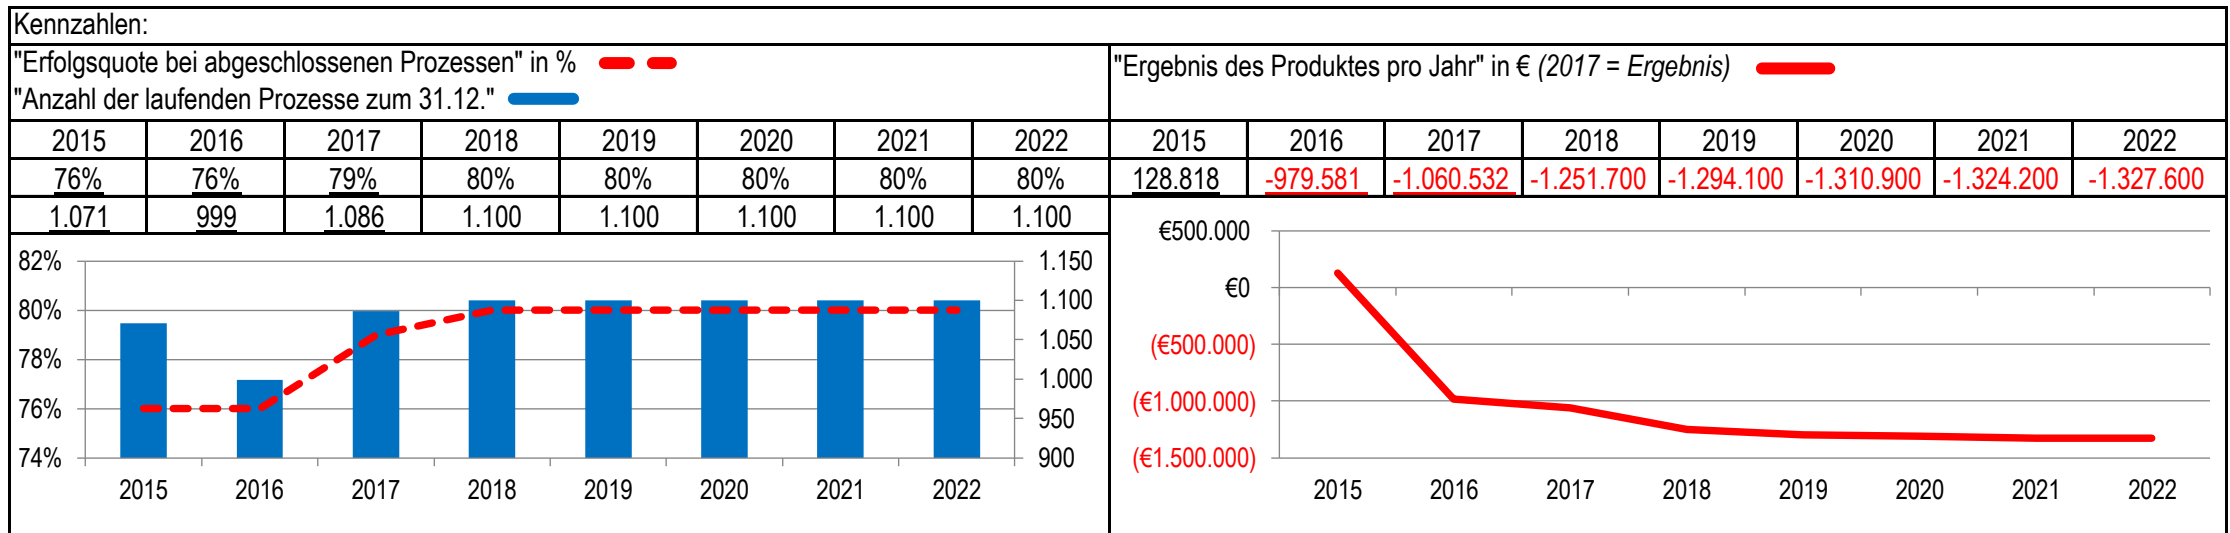 Kennzahlen:
"Erfolgsquote bei abgeschlossenen Prozessen" in %
"Anzahl der laufenden Prozesse zum 31.12."
"Ergebnis des Produktes pro Jahr" in € (2017 = Ergebnis)
2015 2016 2017 2018 2019 2020 2021 2022
76% 76% 79% 80% 80% 80% 80% 80%
1.071 999 1.086 1.100 1.100 1.100 1.100 1.100
2015 2016 2017 2018 2019 2020 2021 2022
128.818 -979.581 -1.060.532 -1.251.700 -1.294.100 -1.310.900 -1.324.200 -1.327.600
82%
80%
78%
76%
74%
1.150
1.100
1.050
1.000
950
900
2015 2016 2017 2018 2019 2020 2021 2022
€500.000
€0
(€500.000)
(€1.000.000)
(€1.500.000)
2015 2016 2017 2018 2019 2020 2021 2022